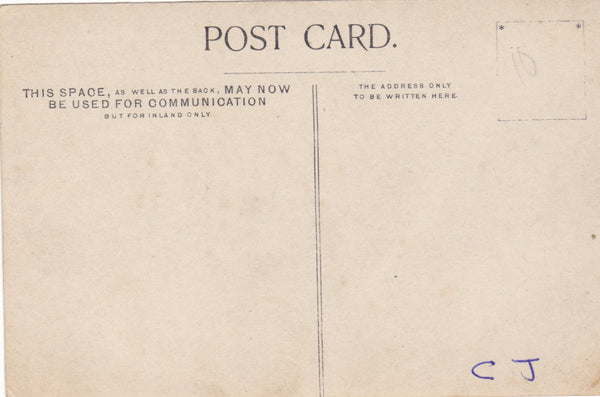 POST CARD.
THIS SPACE, AS WELL AS THE BACK, MAY NOW
BE USED FOR COMMUNICATION
BUT FOR INLAND ONLY.
THE ADDRESS ONLY
TO BE WRITTEN HERE.
10
C J